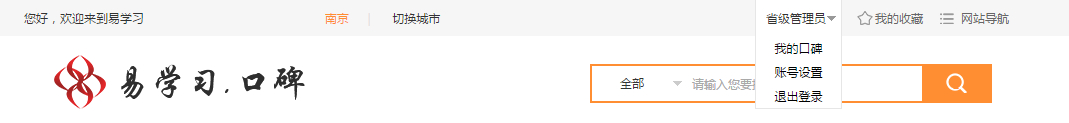 您好，欢迎来到易学习 南京 | 切换城市 省级管理员 我的收藏 网站导航
我的口碑
账号设置
退出登录
易学习.口碑
全部 请输入您要